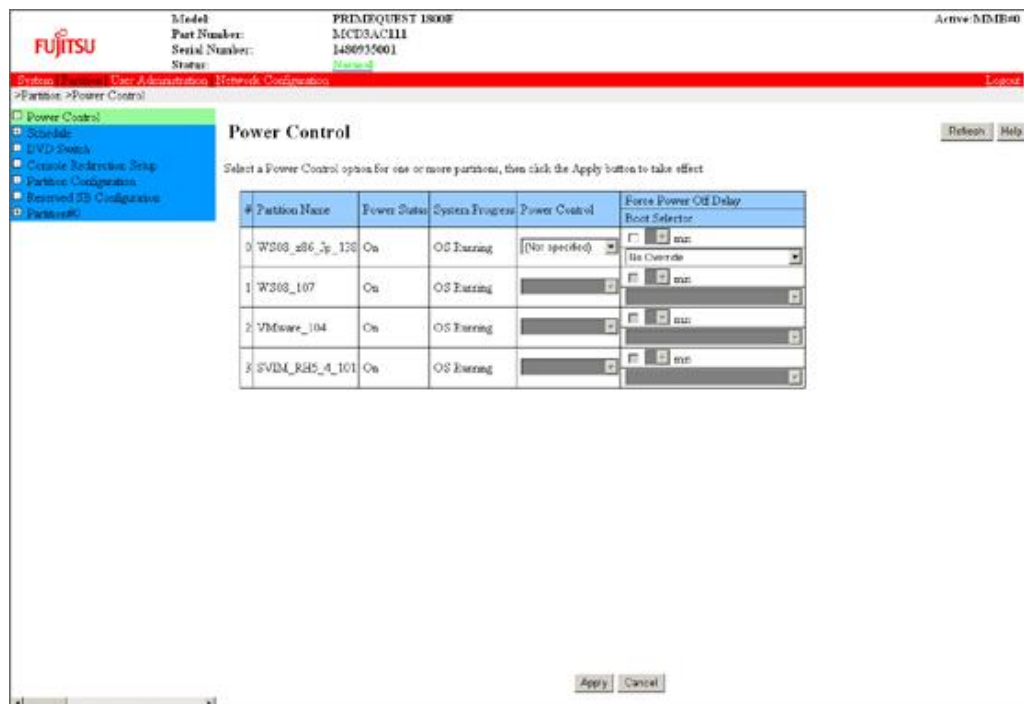 FUJITSU
Model: PRIMEQUEST 1800E
Part Number: MCD3AC111
Serial Number: 1480935001
Status: Normal
Active:MMB#0
System Partition User Administration Network Configuration Logout
>Partition >Power Control
Power Control
Schedule
DVD Switch
Console Redirection Setup
Partition Configuration
Reserved SB Configuration
Partition#0
Power Control
Refresh Help
Select a Power Control option for one or more partitions, then click the Apply button to take effect
# Partition Name Power Status System Progress Power Control Force Power Off Delay
Boot Selector
0 WS08_x86_Jp_138 On OS Running (Not specified) min
No Override
1 WS08_107 On OS Running min
2 VMware_104 On OS Running min
3 SVIM_RH5_4_101 On OS Running min
Apply Cancel